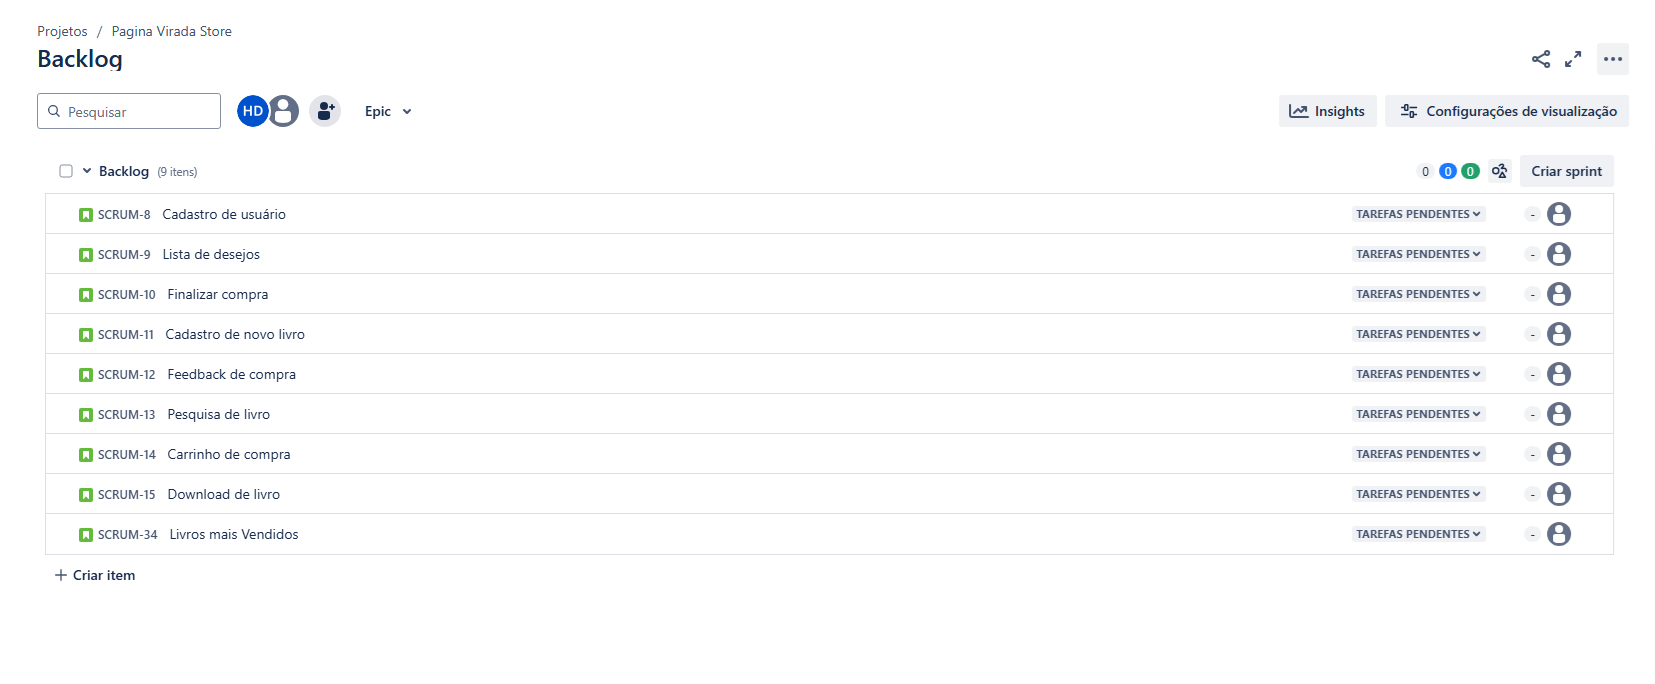 Projetos / Pagina Virada Store
Backlog
Pesquisar
HD
Epic
Insights
Configurações de visualização
Backlog (9 itens)
0 0 0
Criar sprint
SCRUM-8 Cadastro de usuário TAREFAS PENDENTES -
SCRUM-9 Lista de desejos TAREFAS PENDENTES -
SCRUM-10 Finalizar compra TAREFAS PENDENTES -
SCRUM-11 Cadastro de novo livro TAREFAS PENDENTES -
SCRUM-12 Feedback de compra TAREFAS PENDENTES -
SCRUM-13 Pesquisa de livro TAREFAS PENDENTES -
SCRUM-14 Carrinho de compra TAREFAS PENDENTES -
SCRUM-15 Download de livro TAREFAS PENDENTES -
SCRUM-34 Livros mais Vendidos TAREFAS PENDENTES -
+ Criar item